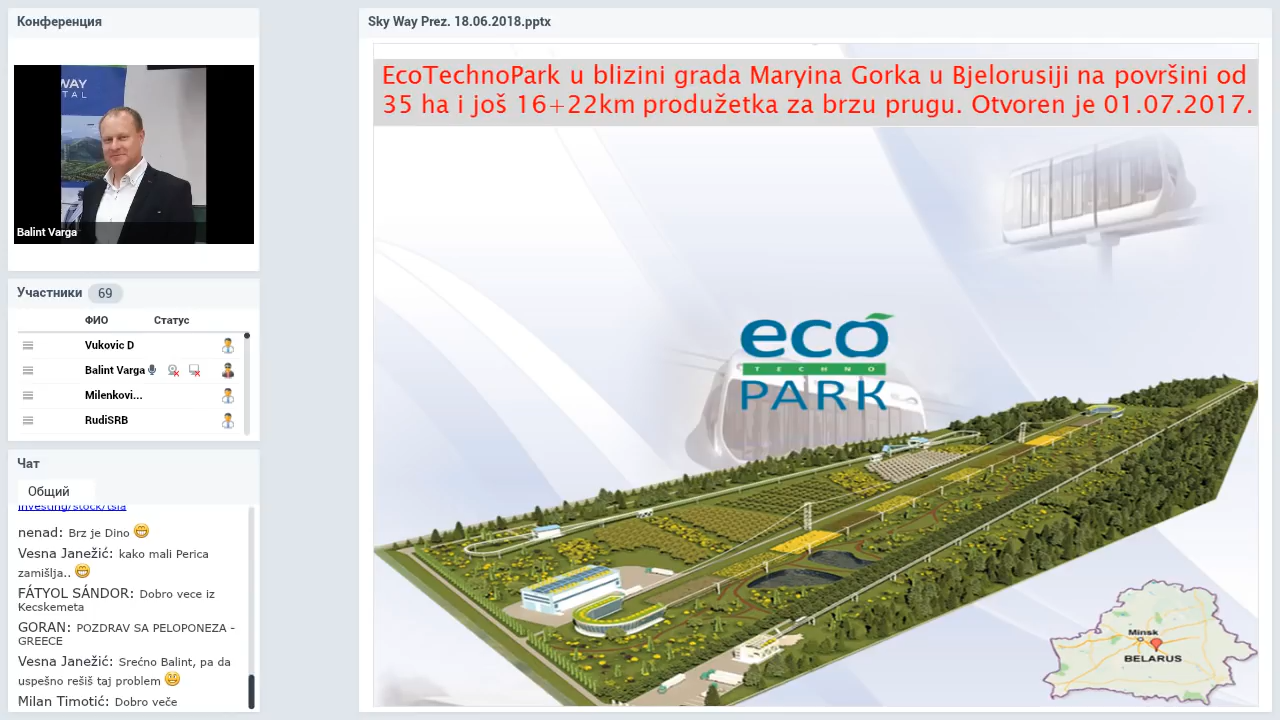 Конференция
WAY
Balint Varga
Участники 69
ФИО Статус
Vukovic D
Balint Varga
Milenkovi...
RudiSRB
Чат
Общий
investing/stock/tsla
nenad: Brz je Dino
Vesna Janežić: kako mali Perica
zamišlja..
FÁTYOL SÁNDOR: Dobro vece iz
Kecskemeta
GORAN: POZDRAV SA PELOPONEZA -
GREECE
Vesna Janežić: Srećno Balint, pa da
uspešno rešiš taj problem
Milan Timotić: Dobro veče
Sky Way Prez. 18.06.2018.pptx
EcoTechnoPark u blizini grada Maryina Gorka u Bjelorusiji na površini od
35 ha i još 16+22km produžetka za brzu prugu. Otvoren je 01.07.2017.
eco
TECHNO
PARK
Minsk
BELARUS